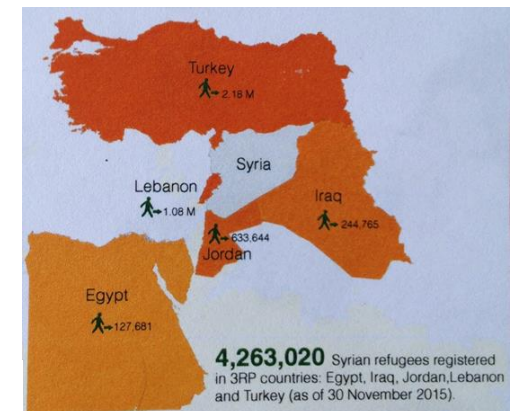 Turkey
2.18 M
Syria
Lebanon
1.08 M
Iraq
244,765
633,644
Jordan
Egypt
127,681
4,263,020 Syrian refugees registered
in 3RP countries: Egypt, Iraq, Jordan,Lebanon
and Turkey (as of 30 November 2015).